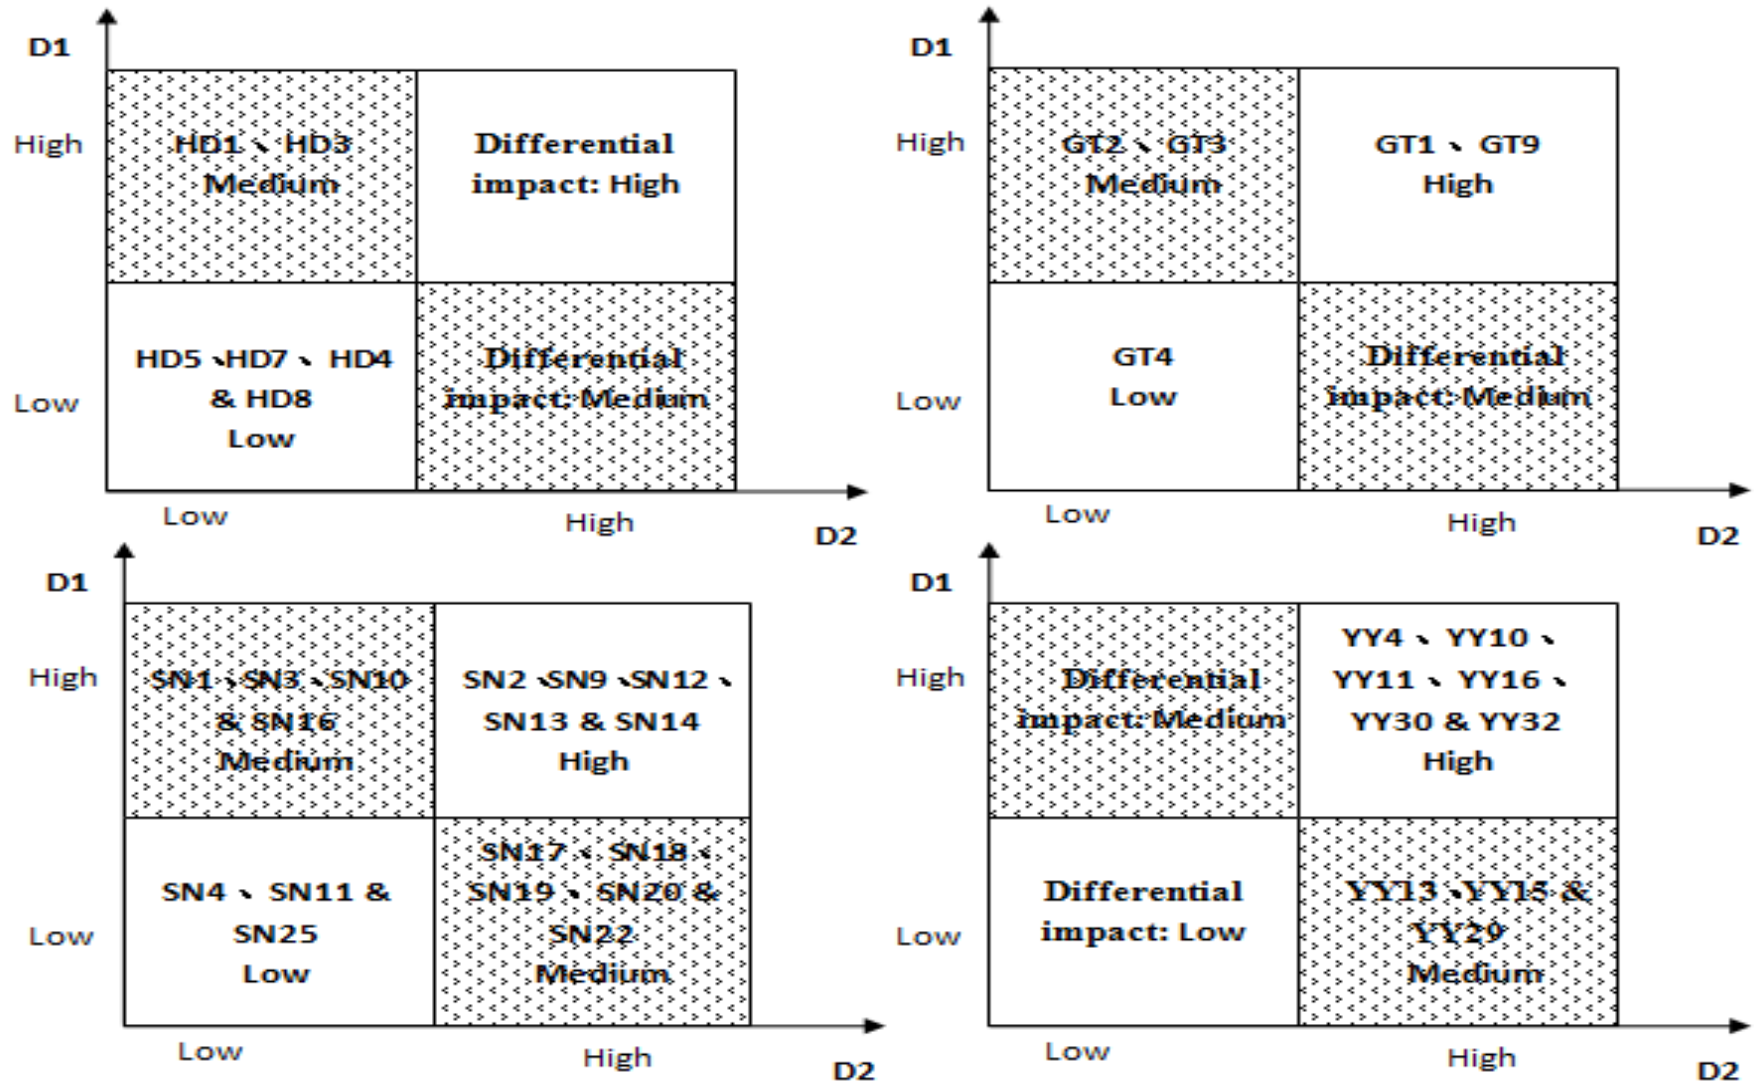 D1
High
HD1、HD3
Medium
Differential
impact: High
Low
HD5、HD7、HD4
& HD8
Low
Differential
impact: Medium
Low
High
D2
D1
High
GT2、GT3
Medium
GT1、GT9
High
Low
GT4
Low
Differential
impact: Medium
Low
High
D2
D1
High
SN1、SN3、SN10
& SN16
Medium
SN2、SN9、SN12、
SN13 & SN14
High
Low
SN4、SN11 &
SN25
Low
SN17、SN18、
SN19、SN20 &
SN22
Medium
Low
High
D2
D1
High
Differential
impact: Medium
YY4、YY10、
YY11、YY16、
YY30 & YY32
High
Low
Differential
impact: Low
YY13、YY15 &
YY29
Medium
Low
High
D2